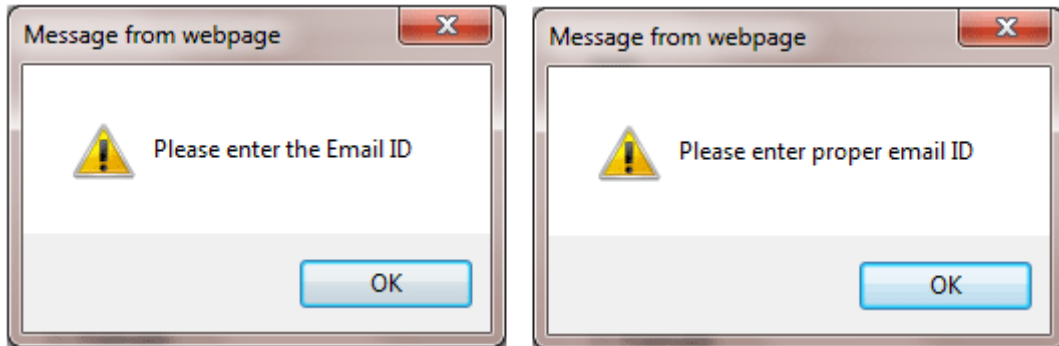 Message from webpage
Please enter the Email ID
OK
Message from webpage
Please enter proper email ID
OK